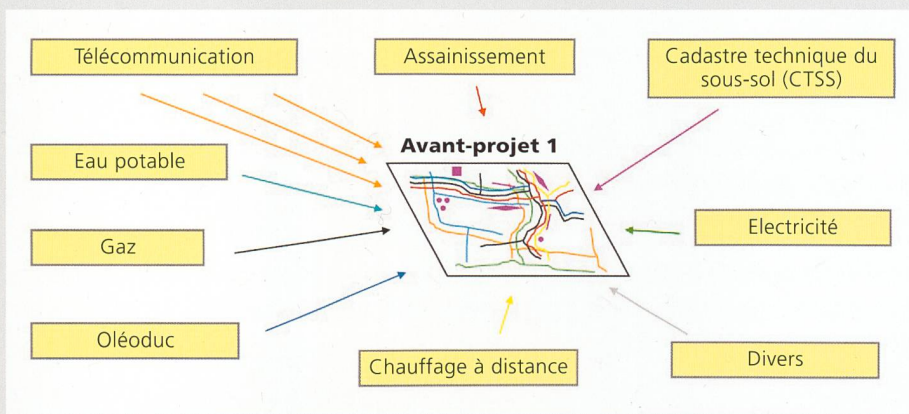 Télécommunication
Assainissement
Cadastre technique du
sous-sol (CTSS)
Avant-projet 1
Eau potable
Gaz
Electricité
Oléoduc
Chauffage à distance
Divers